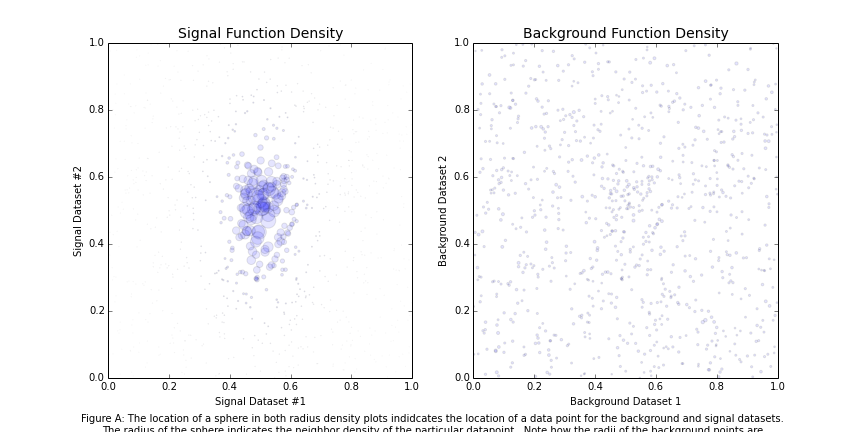 Signal Function Density
1.0
0.8
0.6
0.4
0.2
0.0
Signal Dataset #2
0.0 0.2 0.4 0.6 0.8 1.0
Signal Dataset #1
Background Function Density
1.0
0.8
0.6
0.4
0.2
0.0
Background Dataset 2
0.0 0.2 0.4 0.6 0.8 1.0
Background Dataset 1
Figure A: The location of a sphere in both radius density plots indidcates the location of a data point for the background and signal datasets.
The radius of the sphere indicates the neighbor density of the particular datapoint. Note how the radii of the background points are